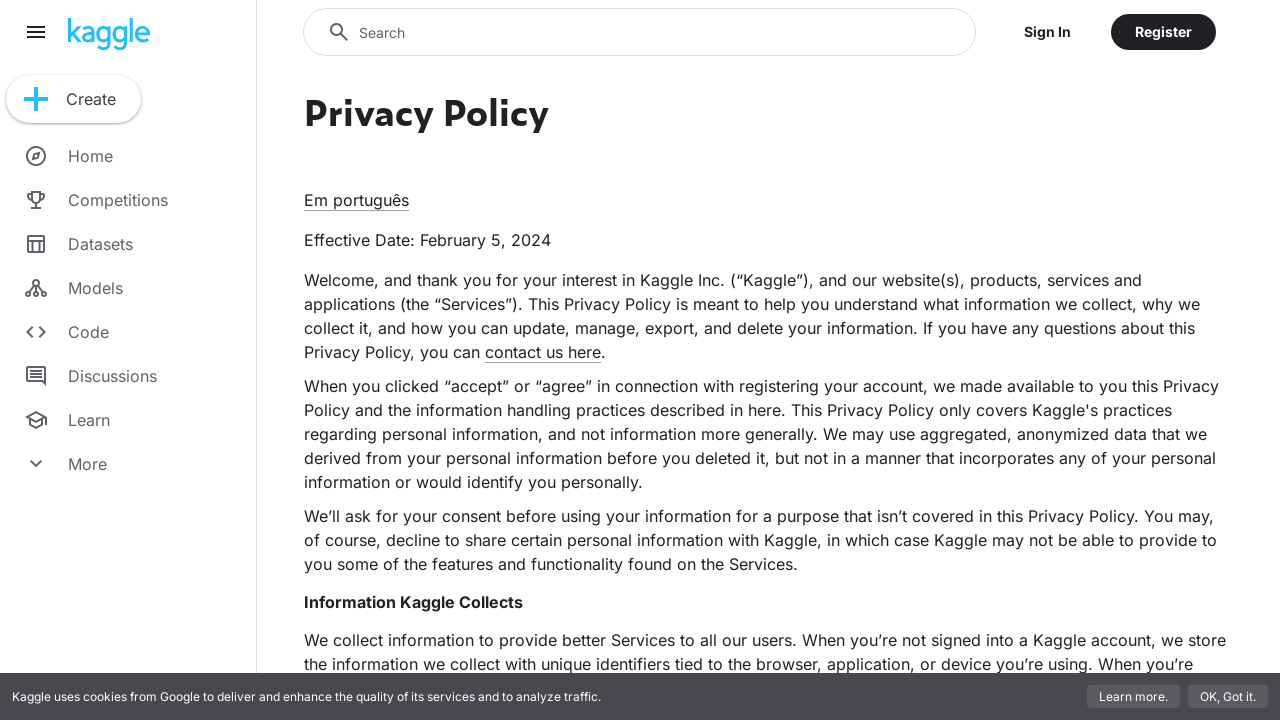 kaggle
Search
Sign In
Register
Create
Home
Competitions
Datasets
Models
Code
Discussions
Learn
More
Privacy Policy
Em português
Effective Date: February 5, 2024
Welcome, and thank you for your interest in Kaggle Inc. (“Kaggle”), and our website(s), products, services and
applications (the “Services”). This Privacy Policy is meant to help you understand what information we collect, why we
collect it, and how you can update, manage, export, and delete your information. If you have any questions about this
Privacy Policy, you can contact us here.
When you clicked “accept” or “agree” in connection with registering your account, we made available to you this Privacy
Policy and the information handling practices described in here. This Privacy Policy only covers Kaggle's practices
regarding personal information, and not information more generally. We may use aggregated, anonymized data that we
derived from your personal information before you deleted it, but not in a manner that incorporates any of your personal
information or would identify you personally.
We’ll ask for your consent before using your information for a purpose that isn’t covered in this Privacy Policy. You may,
of course, decline to share certain personal information with Kaggle, in which case Kaggle may not be able to provide to
you some of the features and functionality found on the Services.
Information Kaggle Collects
We collect information to provide better Services to all our users. When you’re not signed into a Kaggle account, we store
the information we collect with unique identifiers tied to the browser, application, or device you’re using. When you’re
Kaggle uses cookies from Google to deliver and enhance the quality of its services and to analyze traffic.
Learn more.
OK, Got it.